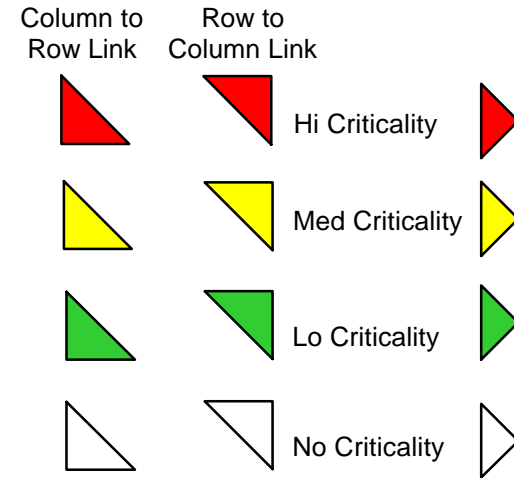 Column to
Row Link
Row to
Column Link
Hi Criticality
Med Criticality
Lo Criticality
No Criticality